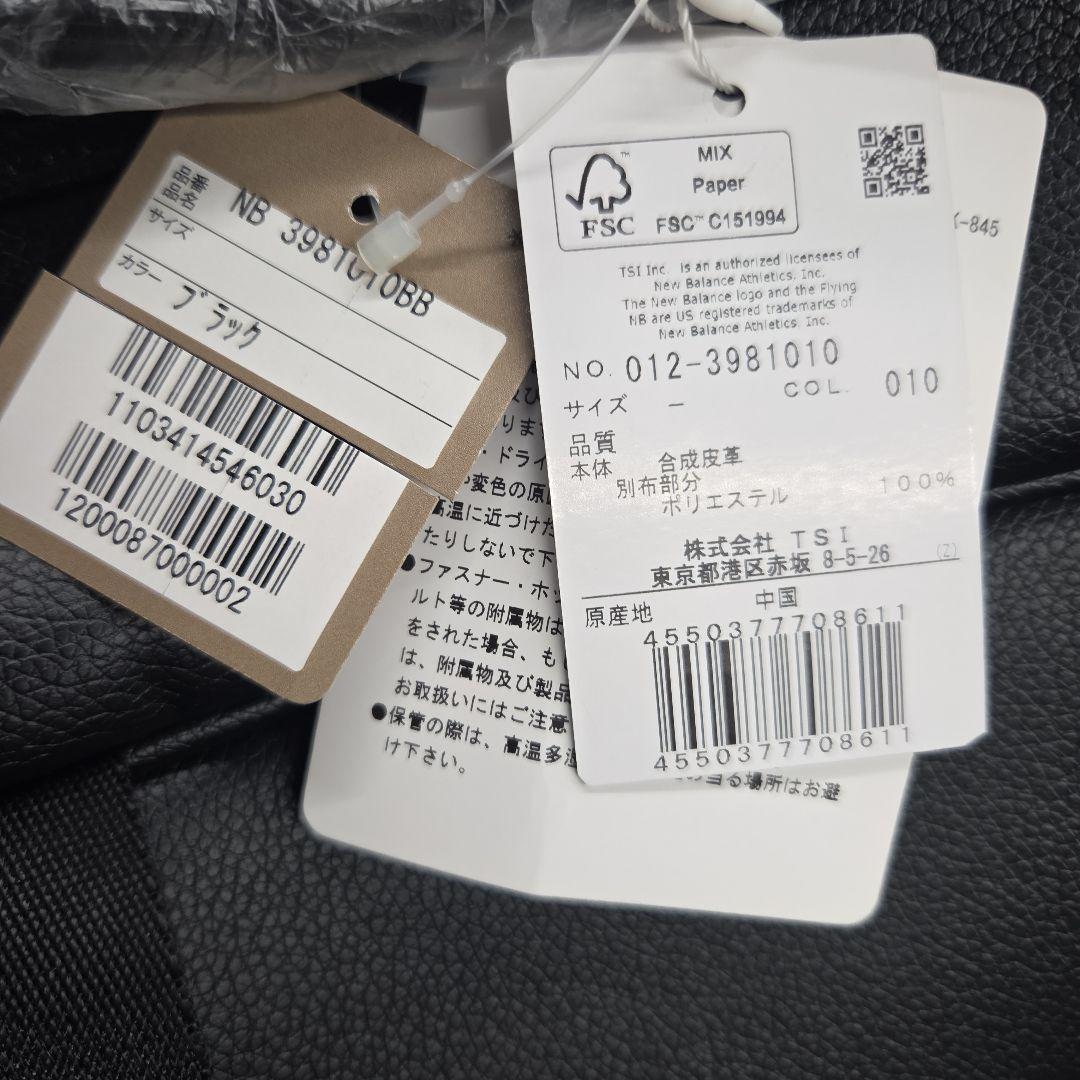 品番
品名
NB 3981010BB
サイズ
カラー ブラック
110341454603​0
1200087000002
MIX
Paper
FSC™ C151994
FSC
TSI Inc. is an authorized licensees of
New Balance Athletics, Inc.
The New Balance logo and the Flying
NB are US registered trademarks of
New Balance Athletics, Inc.
NO. 012-3981010
COL. 010
サイズ －
品質
本体 合成皮革
別布部分
ポリエステル 100%
株式会社 TSI
東京都港区赤坂 8-5-26 (Z)
原産地 中国
4550377708611
4550377708611
-845
りま
・ドライ
変色の原
高温に近づけた
たりしないで下
●ファスナー・ホッ
ルト等の附属物は
をされた場合、も
は、附属物及び製品
お取扱いにはご注意
●保管の際は、高温多湿
の当る場所はお避
け下さい。